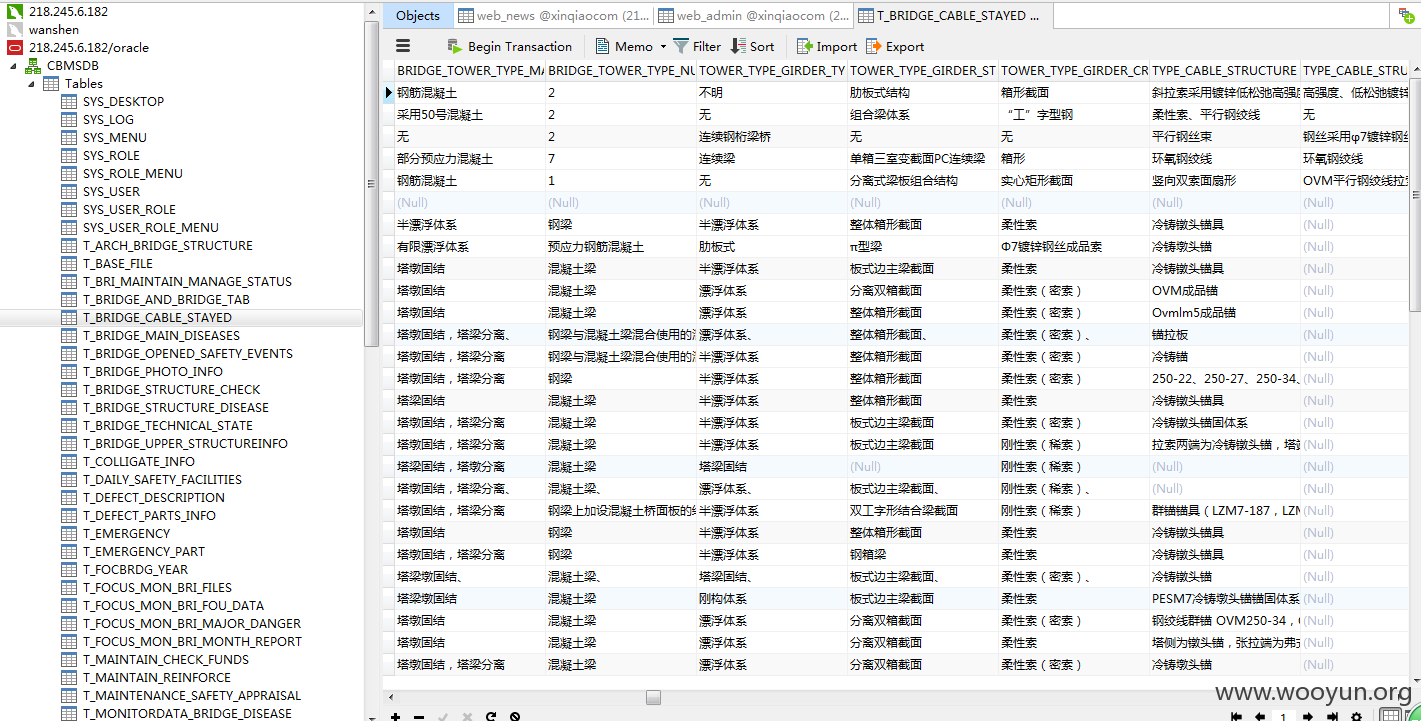 218.245.6.182
wanshen
218.245.6.182/oracle
CBMSDB
Tables
SYS_DESKTOP
SYS_LOG
SYS_MENU
SYS_ROLE
SYS_ROLE_MENU
SYS_USER
SYS_USER_ROLE
SYS_USER_ROLE_MENU
T_ARCH_BRIDGE_STRUCTURE
T_BASE_FILE
T_BRI_MAINTAIN_MANAGE_STATUS
T_BRIDGE_AND_BRIDGE_TAB
T_BRIDGE_CABLE_STAYED
T_BRIDGE_MAIN_DISEASES
T_BRIDGE_OPENED_SAFETY_EVENTS
T_BRIDGE_PHOTO_INFO
T_BRIDGE_STRUCTURE_CHECK
T_BRIDGE_STRUCTURE_DISEASE
T_BRIDGE_TECHNICAL_STATE
T_BRIDGE_UPPER_STRUCTUREINFO
T_COLLIGATE_INFO
T_DAILY_SAFETY_FACILITIES
T_DEFECT_DESCRIPTION
T_DEFECT_PARTS_INFO
T_EMERGENCY
T_EMERGENCY_PART
T_FOCBRDG_YEAR
T_FOCUS_MON_BRI_FILES
T_FOCUS_MON_BRI_FOU_DATA
T_FOCUS_MON_BRI_MAJOR_DANGER
T_FOCUS_MON_BRI_MONTH_REPORT
T_MAINTAIN_CHECK_FUNDS
T_MAINTAIN_REINFORCE
T_MAINTENANCE_SAFETY_APPRAISAL
T_MONITORDATA_BRIDGE_DISEASE
Objects web_news @xinqiaocom (21... web_admin @xinqiaocom (2... T_BRIDGE_CABLE_STAYED ...
Begin Transaction Memo Filter Sort Import Export
BRIDGE_TOWER_TYPE_MA BRIDGE_TOWER_TYPE_NU TOWER_TYPE_GIRDER_TY TOWER_TYPE_GIRDER_ST TOWER_TYPE_GIRDER_CR TYPE_CABLE_STRUCTURE TYPE_CABLE_STRU
钢筋混凝土 2 不明 肋板式结构 箱形截面 斜拉索采用镀锌低松弛高强度 高强度、低松弛镀锌
采用50号混凝土 2 无 组合梁体系 “工”字型钢 柔性索、平行钢绞线 无
无 2 连续钢桁梁桥 无 无 平行钢丝束 钢丝采用φ7镀锌钢丝
部分预应力混凝土 7 连续梁 单箱三室变截面PC连续梁 箱形 环氧钢绞线 环氧钢绞线
钢筋混凝土 1 无 分离式梁板组合结构 实心矩形截面 竖向双索面扇形 OVM平行钢绞线拉索
(Null) (Null) (Null) (Null) (Null) (Null) (Null)
半漂浮体系 钢梁 半漂浮体系 整体箱形截面 柔性索 冷铸镦头锚具 (Null)
有限漂浮体系 预应力钢筋混凝土 肋板式 π型梁 Φ7镀锌钢丝成品索 冷铸镦头锚 (Null)
塔墩固结 混凝土梁 半漂浮体系 板式边主梁截面 柔性索 冷铸镦头锚具 (Null)
塔墩固结 混凝土梁 漂浮体系 分离双箱截面 柔性索（密索） OVM成品锚 (Null)
塔墩固结 混凝土梁 漂浮体系 整体箱形截面 柔性索（密索） Ovmlm5成品锚 (Null)
塔墩固结，塔梁分离、 钢梁与混凝土梁混合使用的 漂浮体系、 整体箱形截面、 柔性索（密索）、 锚拉板 (Null)
塔墩固结，塔梁分离 钢梁与混凝土梁混合使用的 半漂浮体系 整体箱形截面 柔性索（密索） 冷铸锚 (Null)
塔墩固结，塔梁分离 钢梁 半漂浮体系 整体箱形截面 柔性索（密索） 250-22、250-27、250-34、 (Null)
塔梁固结 混凝土梁 半漂浮体系 整体箱形截面 柔性索 冷铸镦头锚具 (Null)
塔墩固结，塔梁分离 混凝土梁 半漂浮体系 板式边主梁截面 柔性索（密索） 冷铸镦头锚固体系 (Null)
塔墩固结，塔梁分离 混凝土梁 半漂浮体系 板式边主梁截面 刚性索（稀索） 拉索两端为冷铸镦头锚，塔端 (Null)
塔梁固结，塔墩分离 混凝土梁 塔梁固结 (Null) 刚性索（稀索） (Null) (Null)
塔墩固结，塔梁分离、 混凝土梁、 漂浮体系、 板式边主梁截面、 刚性索（稀索）、 (Null) (Null)
塔墩固结，塔梁分离 钢梁上加设混凝土桥面板的结 半漂浮体系 双工字形结合梁截面 刚性索（稀索） 群锚锚具（LZM7-187，LZM (Null)
塔墩固结 钢梁 半漂浮体系 整体箱形截面 柔性索 冷铸镦头锚具 (Null)
塔墩固结，塔梁分离 钢梁 半漂浮体系 钢箱梁 柔性索 冷铸镦头锚具 (Null)
塔梁墩固结、 混凝土梁、 塔梁固结、 板式边主梁截面、 柔性索（密索）、 冷铸镦头锚 (Null)
塔梁墩固结 混凝土梁 刚构体系 板式边主梁截面 柔性索 PESM7冷铸镦头锚锚固体系 (Null)
塔墩固结 混凝土梁 漂浮体系 分离双箱截面 柔性索（密索） 钢绞线群锚 OVM250-34， (Null)
塔墩固结 混凝土梁 漂浮体系 分离双箱截面 柔性索 塔侧为镦头锚，张拉端为弗式 (Null)
塔墩固结，塔梁分离 混凝土梁 漂浮体系 分离双箱截面 柔性索（密索） 冷铸镦头锚 (Null)
www.wooyun.org
1